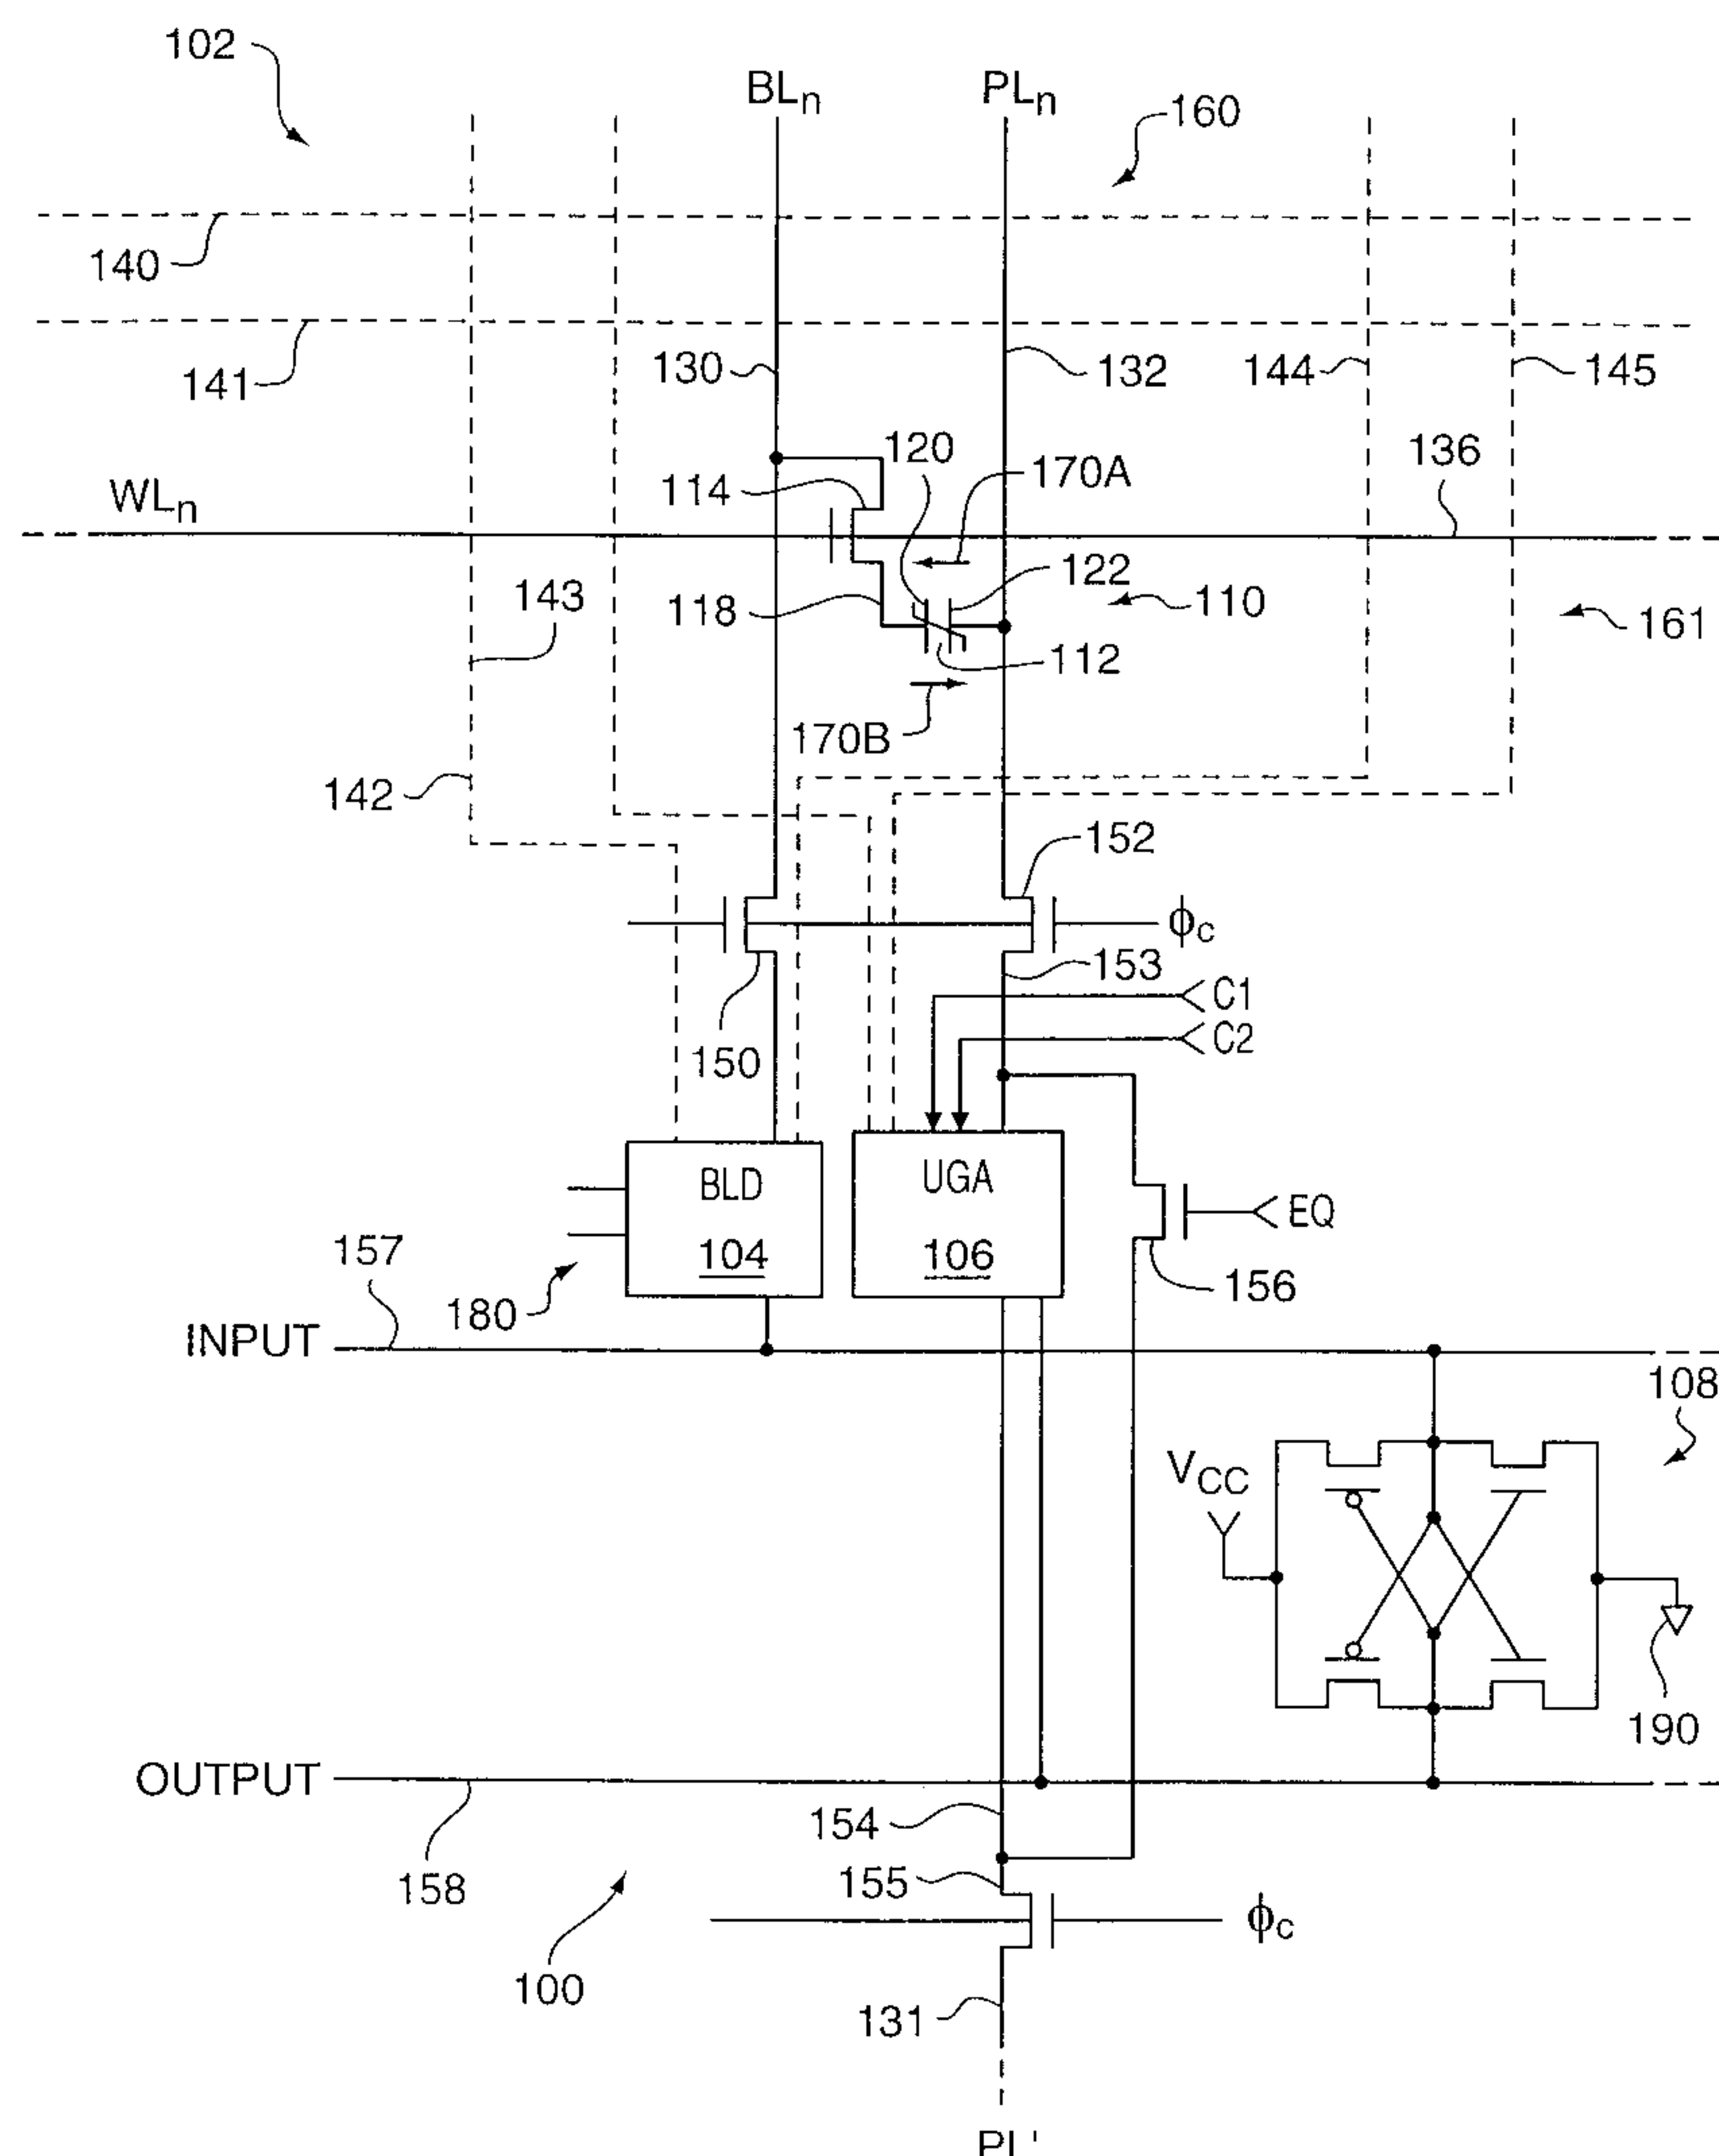 102
BLn
PLn
160
140
141
130
132
144
145
120
170A
136
114
WLn
122
143
118
110
161
112
170B
142
152
ϕc
153
C1
C2
150
BLD
UGA
EQ
157
104
106
156
180
INPUT
108
VCC
190
OUTPUT
154
158
155
ϕc
100
131
PL'